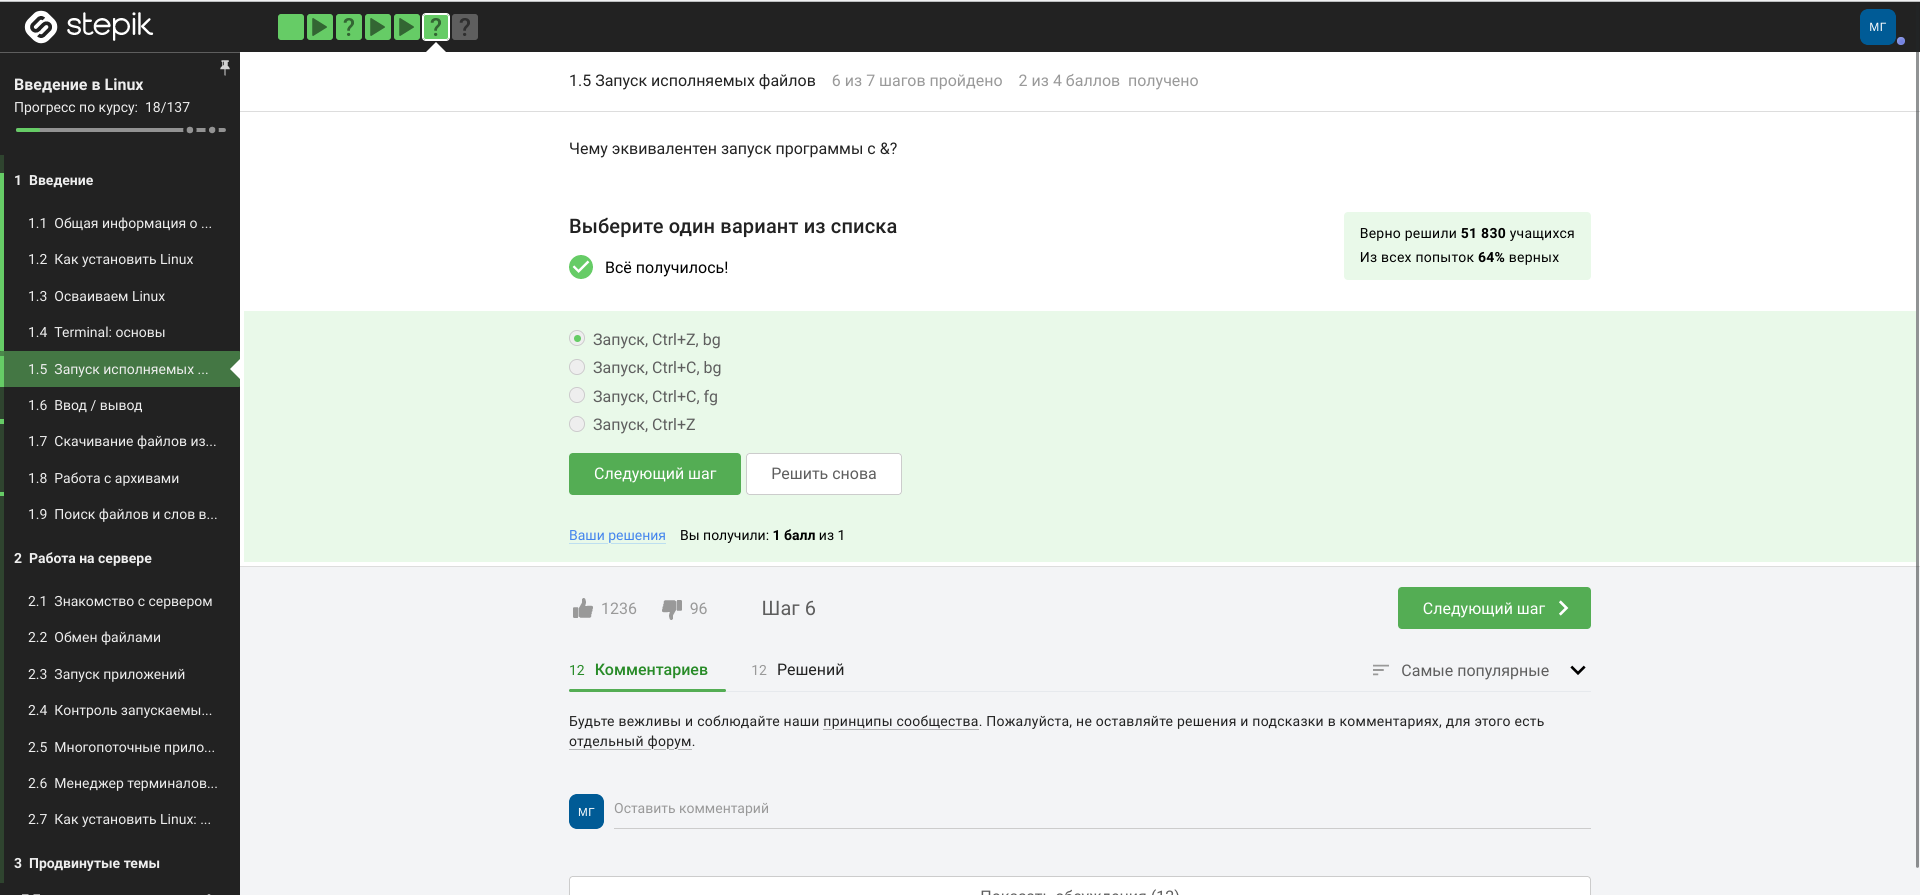 stepik
?
?
?
МГ
Введение в Linux
Прогресс по курсу: 18/137
1 Введение
1.1 Общая информация о ...
1.2 Как установить Linux
1.3 Осваиваем Linux
1.4 Terminal: основы
1.5 Запуск исполняемых ...
1.6 Ввод / вывод
1.7 Скачивание файлов из...
1.8 Работа с архивами
1.9 Поиск файлов и слов в...
2 Работа на сервере
2.1 Знакомство с сервером
2.2 Обмен файлами
2.3 Запуск приложений
2.4 Контроль запускаемы...
2.5 Многопоточные прило...
2.6 Менеджер терминалов...
2.7 Как установить Linux: ...
3 Продвинутые темы
1.5 Запуск исполняемых файлов 6 из 7 шагов пройдено 2 из 4 баллов получено
Чему эквивалентен запуск программы с &?
Выберите один вариант из списка
Всё получилось!
Верно решили 51 830 учащихся
Из всех попыток 64% верных
Запуск, Ctrl+Z, bg
Запуск, Ctrl+C, bg
Запуск, Ctrl+C, fg
Запуск, Ctrl+Z
Следующий шаг
Решить снова
Ваши решения Вы получили: 1 балл из 1
1236 96 Шаг 6
Следующий шаг
12 Комментариев 12 Решений
Самые популярные
Будьте вежливы и соблюдайте наши принципы сообщества. Пожалуйста, не оставляйте решения и подсказки в комментариях, для этого есть
отдельный форум.
МГ
Оставить комментарий
Показать обсуждения (12)